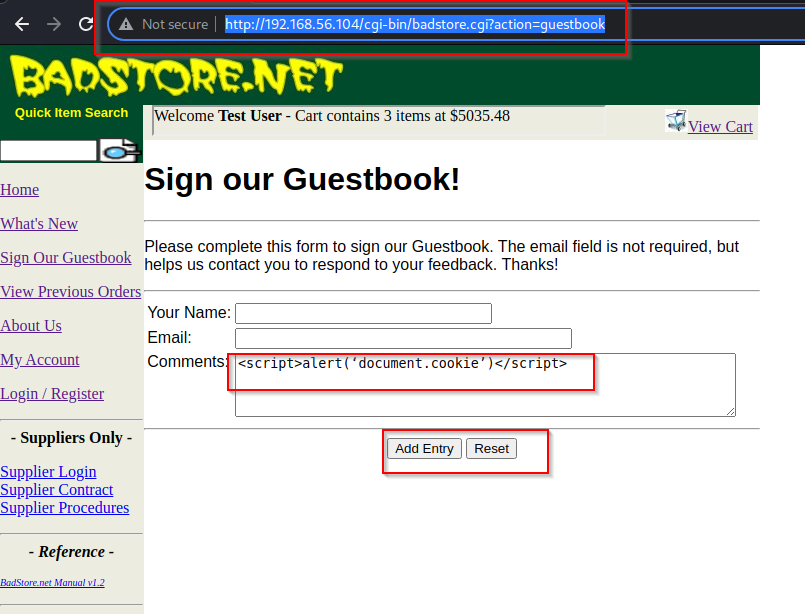 Not secure | http://192.168.56.104/cgi-bin/badstore.cgi?action=guestbook
BADSTORE.NET
Quick Item Search
Welcome Test User - Cart contains 3 items at $5035.48
View Cart
Home
What's New
Sign Our Guestbook
View Previous Orders
About Us
My Account
Login / Register
- Suppliers Only -
Supplier Login
Supplier Contract
Supplier Procedures
- Reference -
BadStore.net Manual v1.2
Sign our Guestbook!
Please complete this form to sign our Guestbook. The email field is not required, but
helps us contact you to respond to your feedback. Thanks!
Your Name:
Email:
Comments: <script>alert(‘document.cookie’)</script>
Add Entry Reset